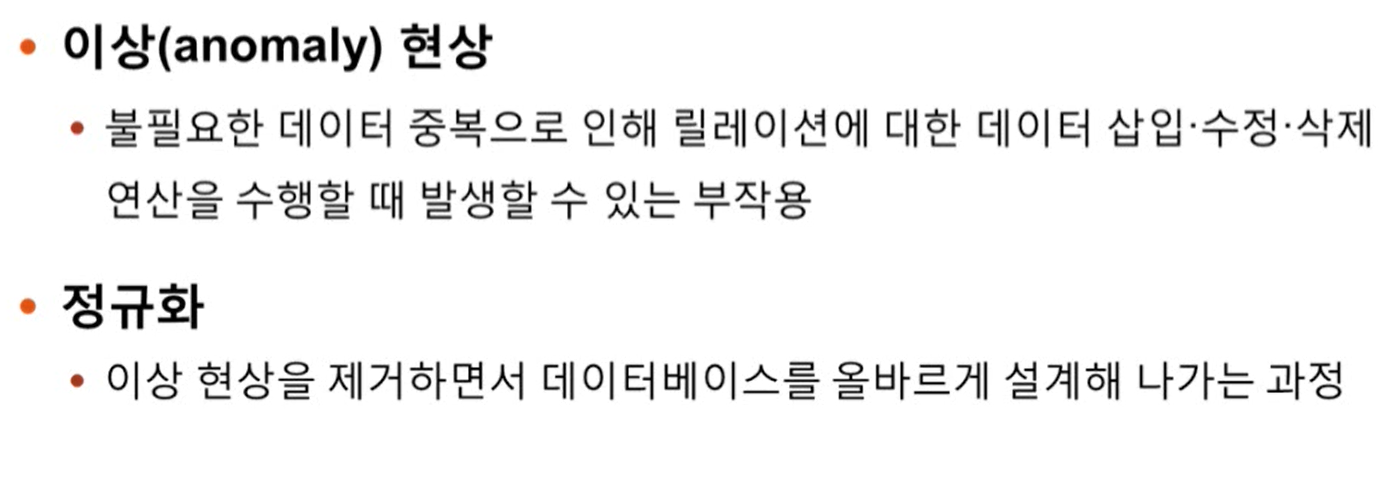 • 이상(anomaly) 현상
• 불필요한 데이터 중복으로 인해 릴레이션에 대한 데이터 삽입·수정·삭제
연산을 수행할 때 발생할 수 있는 부작용
• 정규화
• 이상 현상을 제거하면서 데이터베이스를 올바르게 설계해 나가는 과정